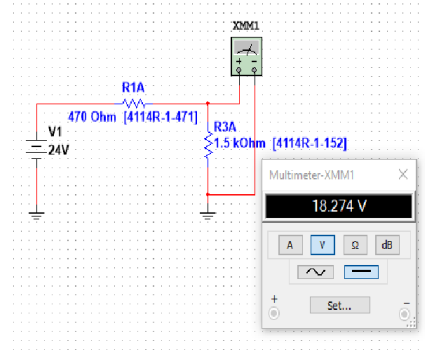 XMM1
R1A
470 Ohm [4114R-1-471]
V1
24V
R3A
1.5 kOhm [4114R-1-152]
Multimeter-XMM1
18.274 V
A V Ω dB
+ Set... -